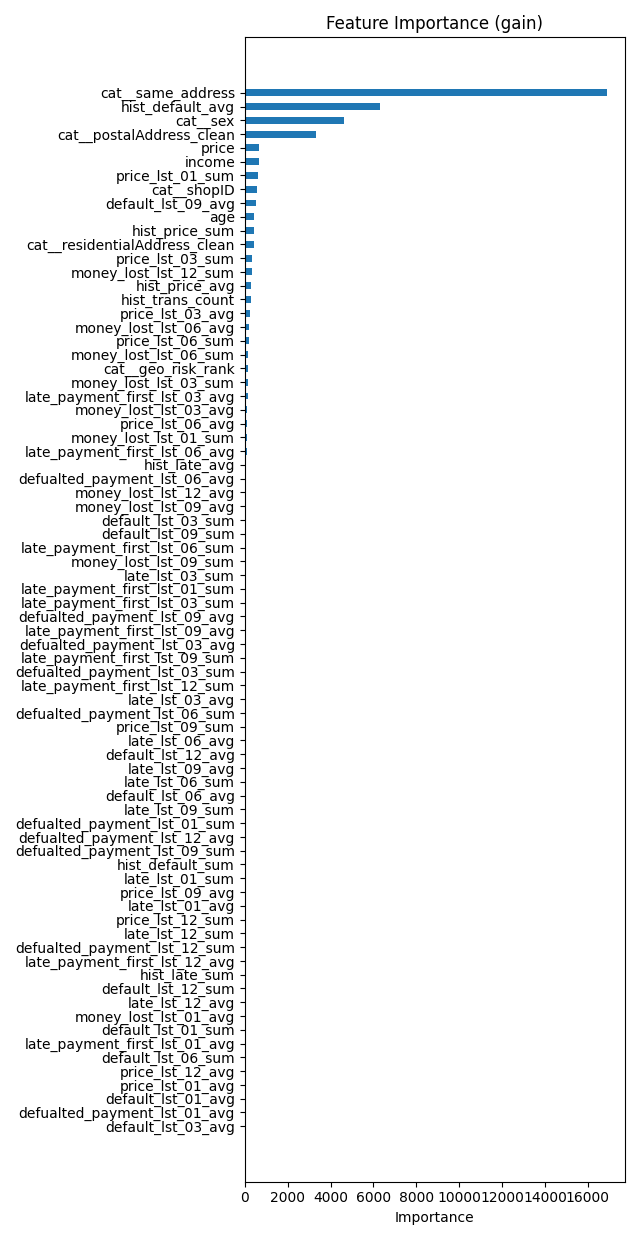 Feature Importance (gain)
cat__same_address
hist_default_avg
cat__sex
cat__postalAddress_clean
price
income
price_lst_01_sum
cat__shopID
default_lst_09_avg
age
hist_price_sum
cat__residentialAddress_clean
price_lst_03_sum
money_lost_lst_12_sum
hist_price_avg
hist_trans_count
price_lst_03_avg
money_lost_lst_06_avg
price_lst_06_sum
money_lost_lst_06_sum
cat__geo_risk_rank
money_lost_lst_03_sum
late_payment_first_lst_03_avg
money_lost_lst_03_avg
price_lst_06_avg
money_lost_lst_01_sum
late_payment_first_lst_06_avg
hist_late_avg
defualted_payment_lst_06_avg
money_lost_lst_12_avg
money_lost_lst_09_avg
default_lst_03_sum
default_lst_09_sum
late_payment_first_lst_06_sum
money_lost_lst_09_sum
late_lst_03_sum
late_payment_first_lst_01_sum
late_payment_first_lst_03_sum
defualted_payment_lst_09_avg
late_payment_first_lst_09_avg
defualted_payment_lst_03_avg
late_payment_first_lst_09_sum
defualted_payment_lst_03_sum
late_payment_first_lst_12_sum
late_lst_03_avg
defualted_payment_lst_06_sum
price_lst_09_sum
late_lst_06_avg
default_lst_12_avg
late_lst_09_avg
late_lst_06_sum
default_lst_06_avg
late_lst_09_sum
defualted_payment_lst_01_sum
defualted_payment_lst_12_avg
defualted_payment_lst_09_sum
hist_default_sum
late_lst_01_sum
price_lst_09_avg
late_lst_01_avg
price_lst_12_sum
late_lst_12_sum
defualted_payment_lst_12_sum
late_payment_first_lst_12_avg
hist_late_sum
default_lst_12_sum
late_lst_12_avg
money_lost_lst_01_avg
default_lst_01_sum
late_payment_first_lst_01_avg
default_lst_06_sum
price_lst_12_avg
price_lst_01_avg
default_lst_01_avg
defualted_payment_lst_01_avg
default_lst_03_avg
0 2000 4000 6000 8000 10000 12000 14000 16000
Importance